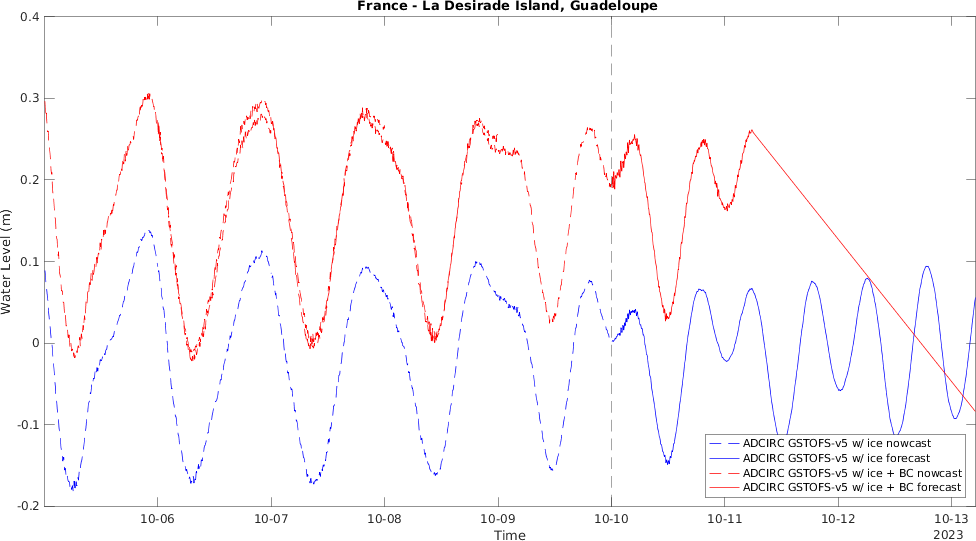 France - La Desirade Island, Guadeloupe
0.4
0.3
0.2
0.1
0
-0.1
-0.2
Water Level (m)
ADCIRC GSTOFS-v5 w/ ice nowcast
ADCIRC GSTOFS-v5 w/ ice forecast
ADCIRC GSTOFS-v5 w/ ice + BC nowcast
ADCIRC GSTOFS-v5 w/ ice + BC forecast
10-06 10-07 10-08 10-09 10-10 10-11 10-12 10-13
Time 2023